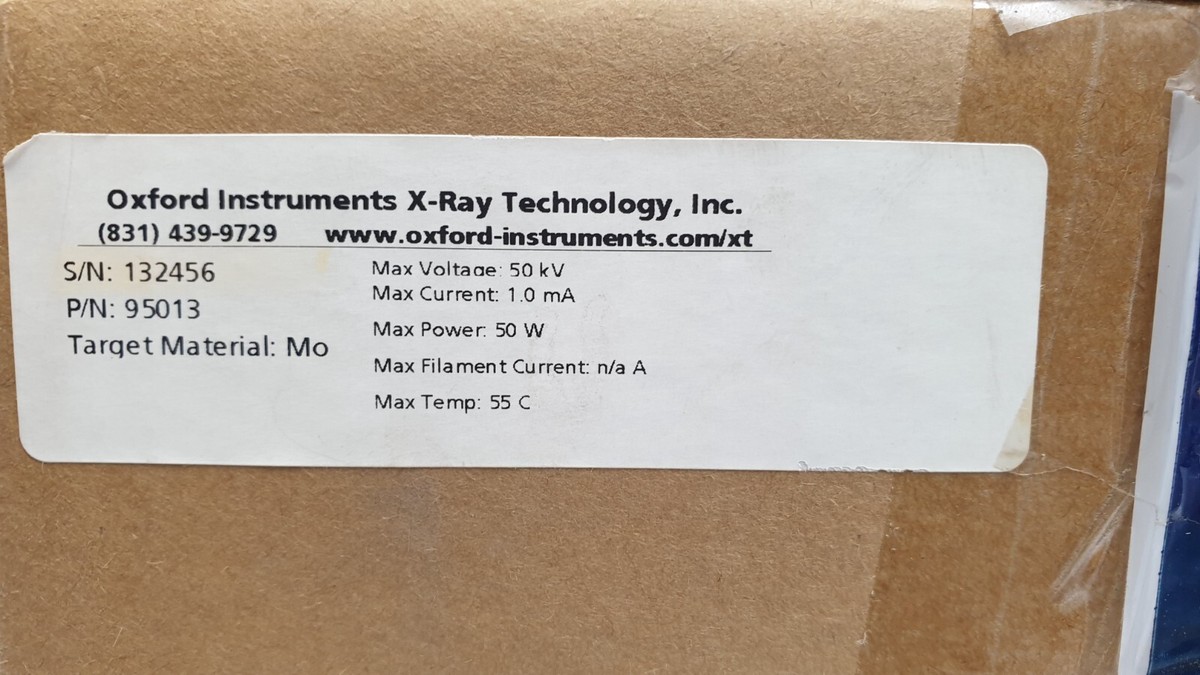 Oxford Instruments X-Ray Technology, Inc.
(831) 439-9729 www.oxford-instruments.com/xt
S/N: 132456
P/N: 95013
Target Material: Mo
Max Voltage: 50 kV
Max Current: 1.0 mA
Max Power: 50 W
Max Filament Current: n/a A
Max Temp: 55 C